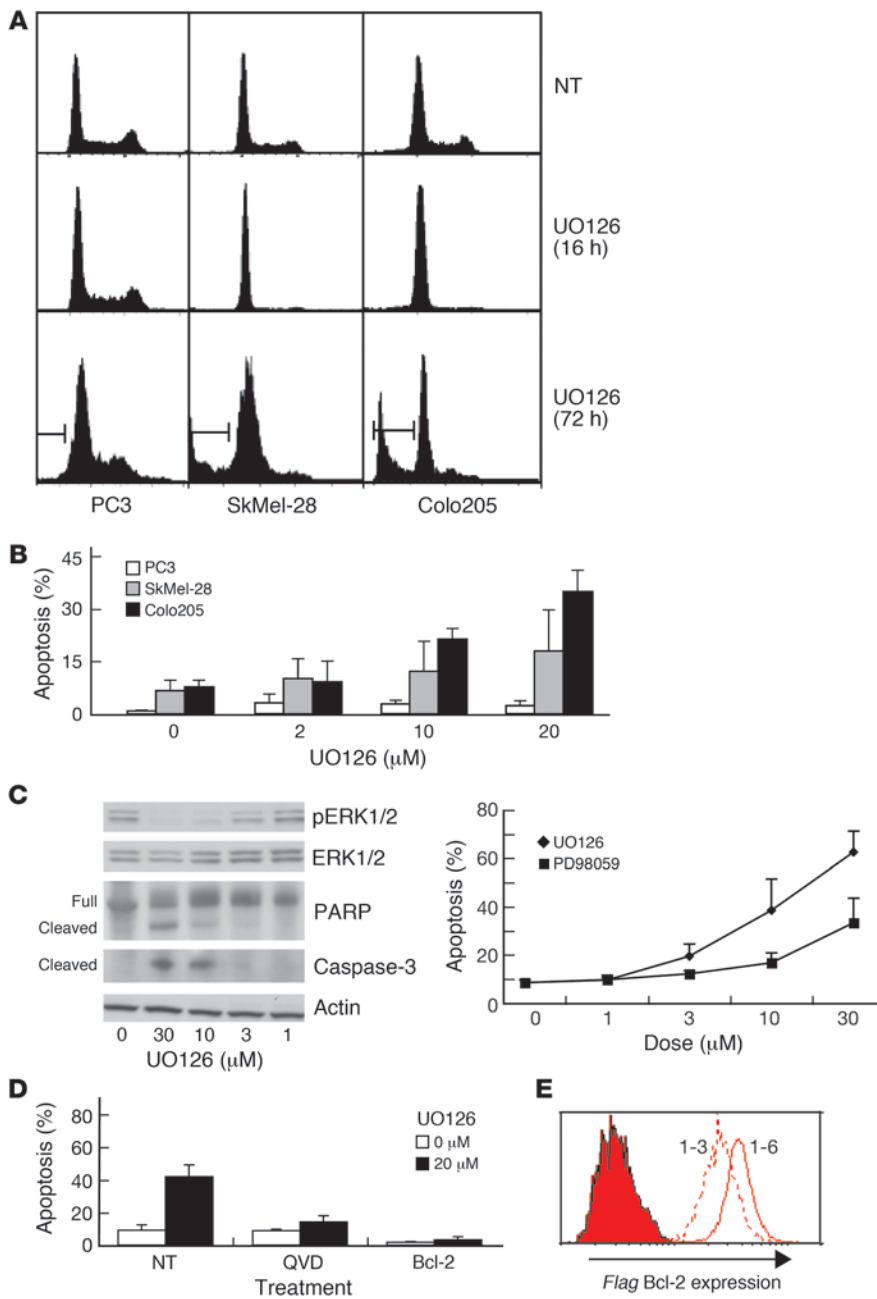 A
NT
UO126
(16 h)
UO126
(72 h)
PC3 SkMel-28 Colo205
B
Apoptosis (%)
45
30
15
0
PC3
SkMel-28
Colo205
0 2 10 20
UO126 (μM)
C
pERK1/2
ERK1/2
Full
Cleaved
PARP
Cleaved
Caspase-3
Actin
0 30 10 3 1
UO126 (μM)
Apoptosis (%)
80
60
40
20
0
UO126
PD98059
0 1 3 10 30
Dose (μM)
D
Apoptosis (%)
80
60
40
20
0
UO126
0 μM
20 μM
NT QVD Bcl-2
Treatment
E
1-3 1-6
Flag Bcl-2 expression